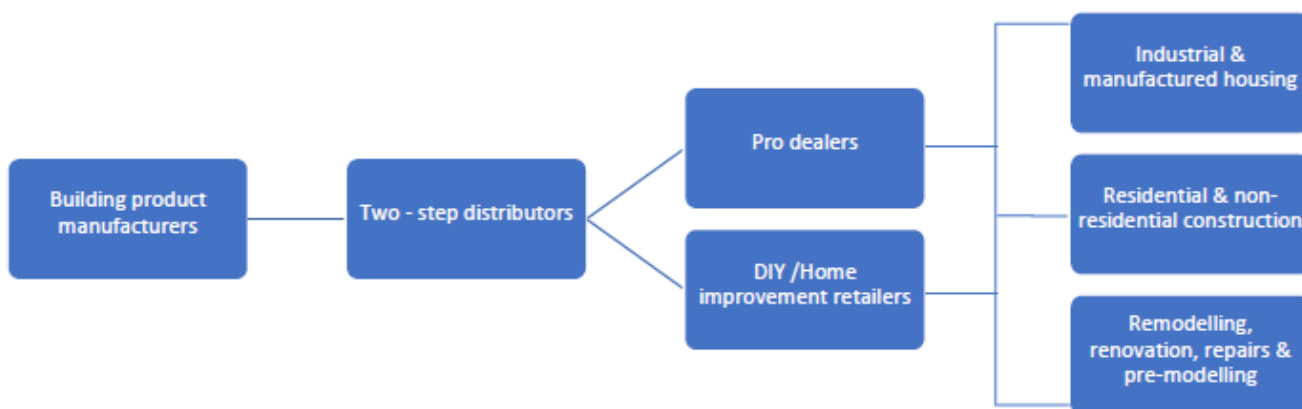 Building product
manufacturers
Two - step distributors
Pro dealers
DIY /Home
improvement retailers
Industrial &
manufactured housing
Residential & non-
residential construction
Remodelling,
renovation, repairs &
pre-modelling